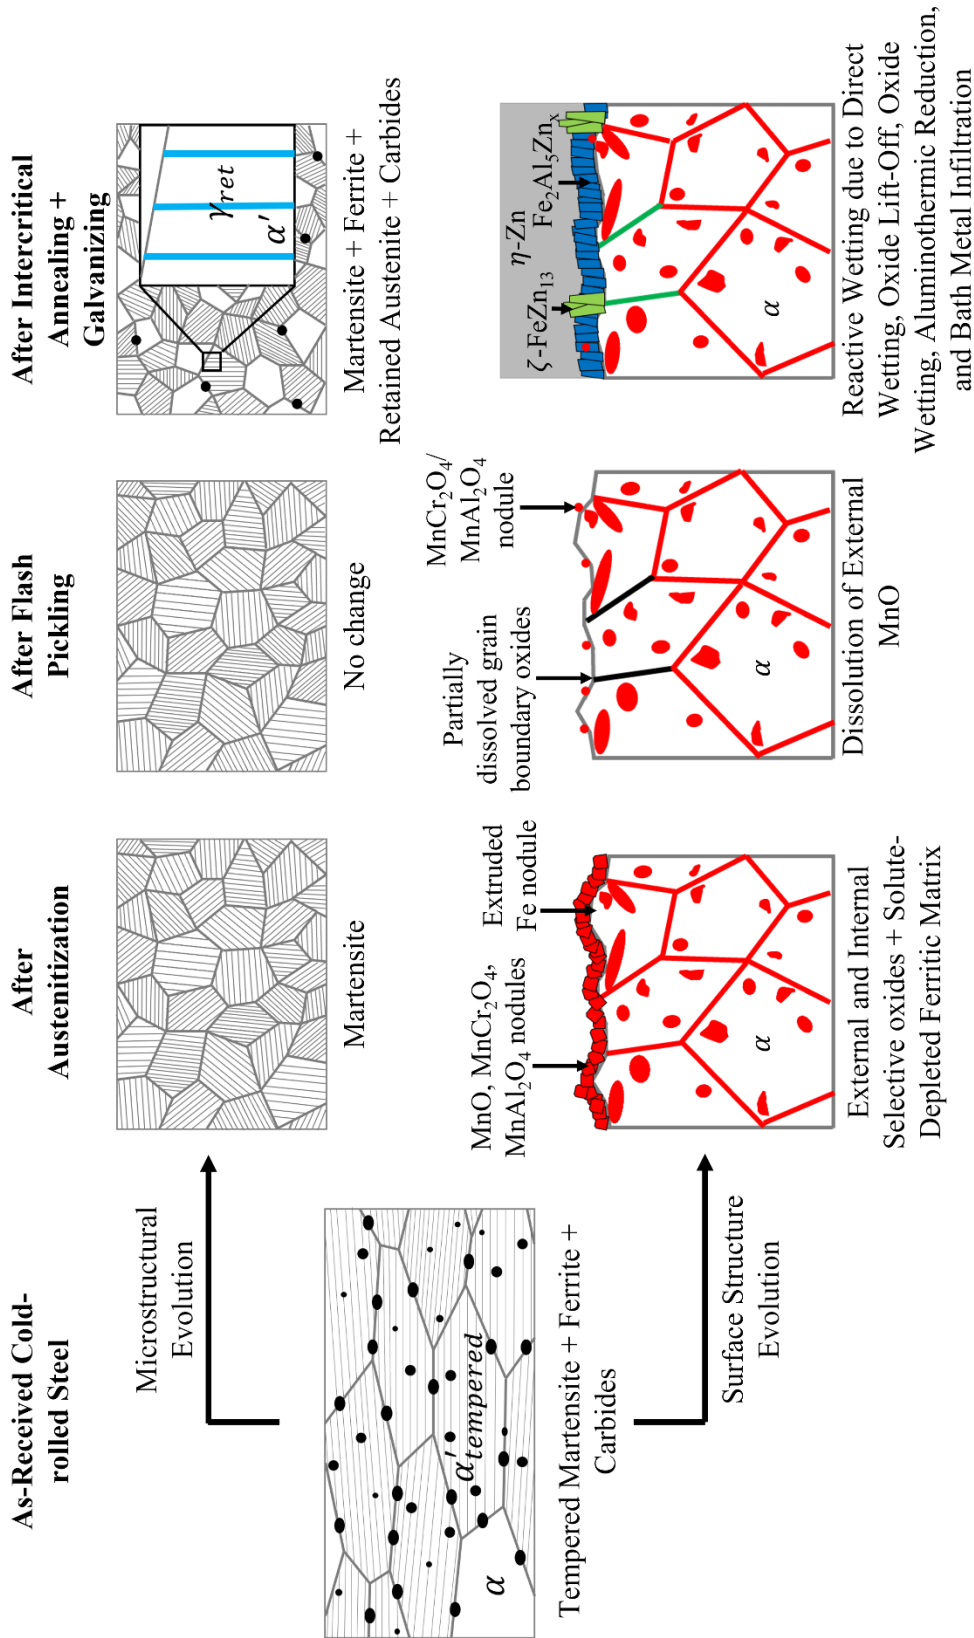 As-Received Cold-
rolled Steel
After
Austenitization
After Flash
Pickling
After Intercritical
Annealing +
Galvanizing
Microstructural
Evolution
α
α'tempered
Tempered Martensite + Ferrite +
Carbides
Surface Structure
Evolution
Martensite
No change
γret
α'
Martensite + Ferrite +
Retained Austenite + Carbides
MnO, MnCr2O4,
MnAl2O4 nodules
Extruded
Fe nodule
α
External and Internal
Selective oxides + Solute-
Depleted Ferritic Matrix
Partially
dissolved grain
boundary oxides
MnCr2O4/
MnAl2O4
nodule
α
Dissolution of External
MnO
η-Zn
ζ-FeZn13
Fe2Al5Znx
α
Reactive Wetting due to Direct
Wetting, Oxide Lift-Off, Oxide
Wetting, Aluminothermic Reduction,
and Bath Metal Infiltration